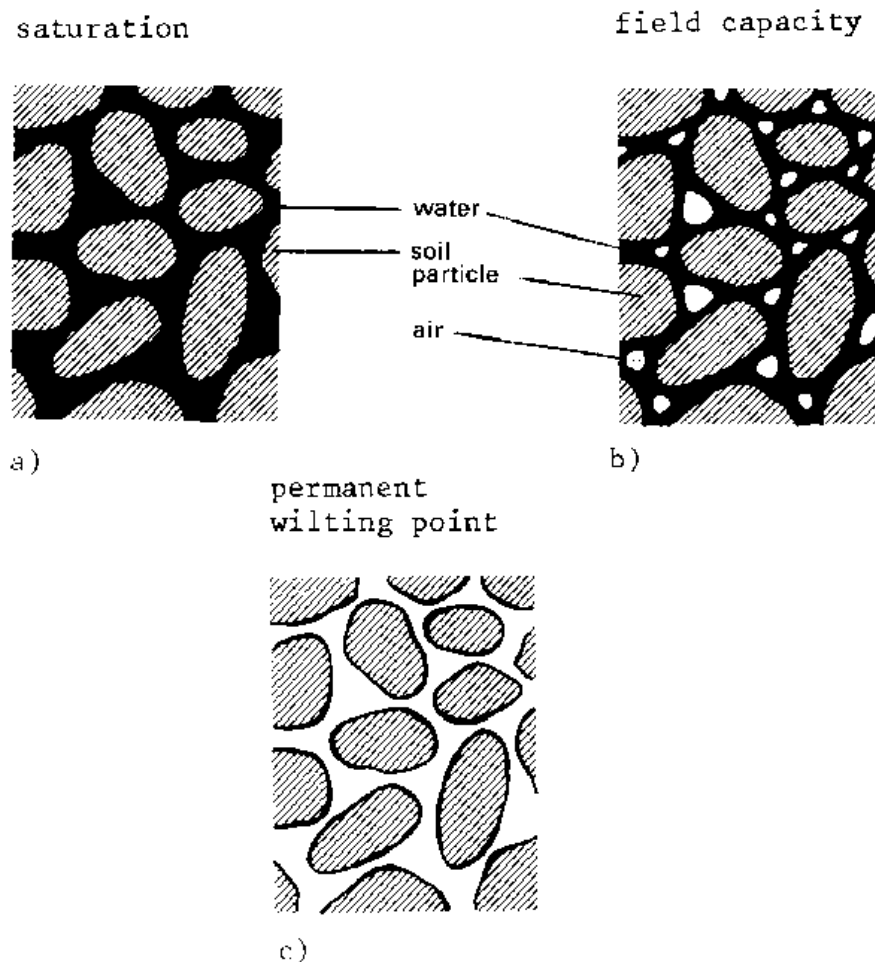 saturation
field capacity
water
soil
particle
air
a)
b)
permanent
wilting point
c)